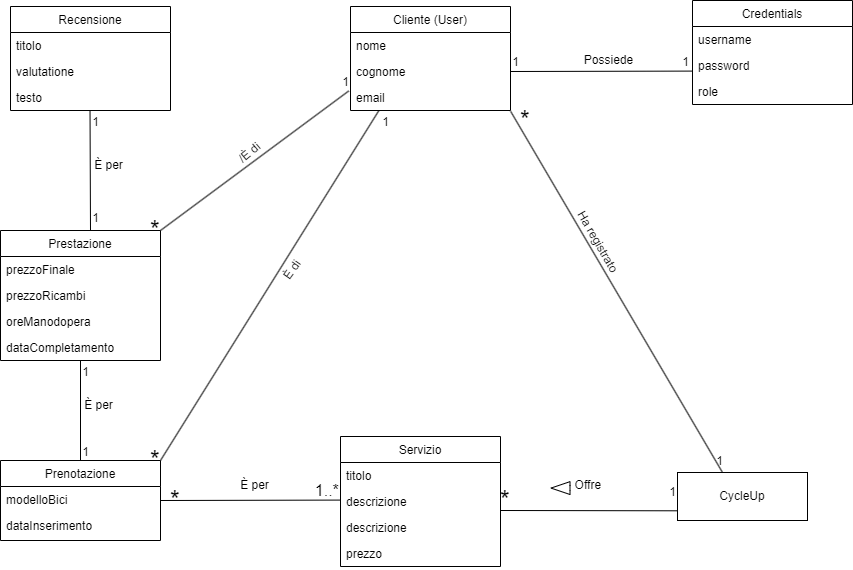 Recensione
titolo
valutatione
testo
Cliente (User)
nome
cognome
email
Credentials
username
password
role
1
Possiede
1
1
È per
1
1
/È di
*
1
È di
*
*
Ha registrato
1
Prestazione
prezzoFinale
prezzoRicambi
oreManodopera
dataCompletamento
1
È per
1
Prenotazione
modelloBici
dataInserimento
*
È per
1..*
Servizio
titolo
descrizione
descrizione
prezzo
*
Offre
1
CycleUp